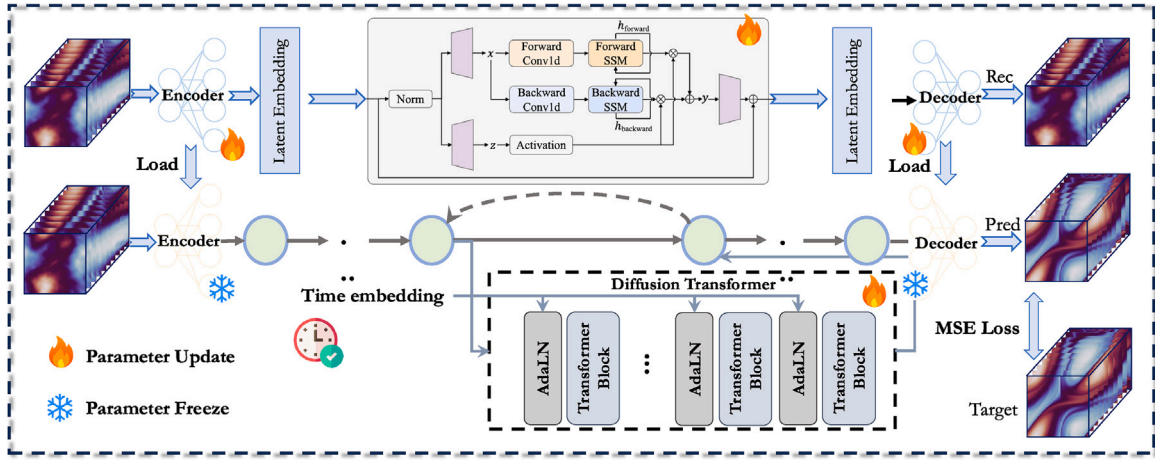 h_forward
Encoder
Latent Embedding
Norm
x
Forward
Conv1d
Forward
SSM
Backward
Conv1d
Backward
SSM
y
h_backward
z
Activation
Latent Embedding
Decoder
Rec
Load
Load
Encoder
Decoder
Pred
Time embedding
Diffusion Transformer
AdaLN
Transformer
Block
AdaLN
Transformer
Block
AdaLN
Transformer
Block
MSE Loss
Parameter Update
Parameter Freeze
Target